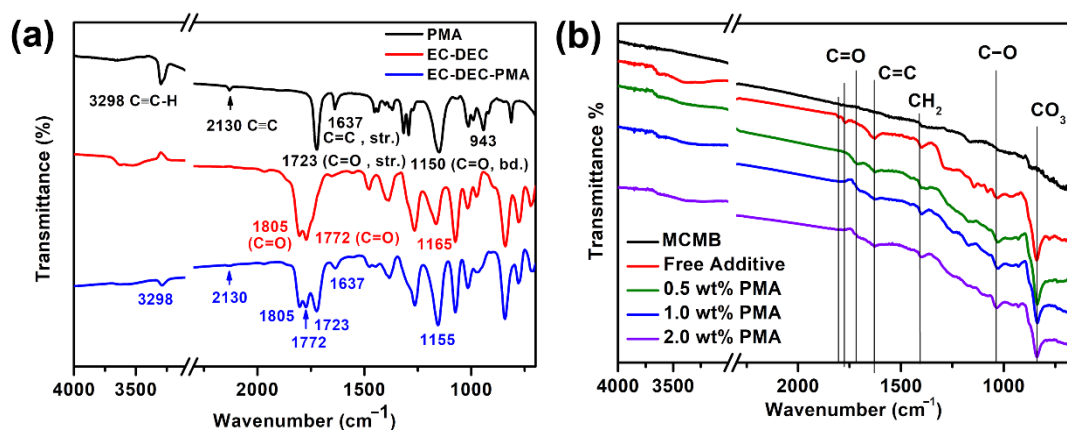 (a)
PMA
EC-DEC
EC-DEC-PMA
3298 C≡C-H
2130 C≡C
1637
C=C , str.)
943
1723 (C=O , str.)
1150 (C=O, bd.)
1805
(C=O)
1772 (C=O)
1165
3298
2130
1637
1805
1723
1772
1155
Transmittance (%)
4000
3500
2000
1500
1000
Wavenumber (cm⁻¹)
(b)
C=O
C=C
CH₂
C−O
CO₃
MCMB
Free Additive
0.5 wt% PMA
1.0 wt% PMA
2.0 wt% PMA
Transmittance %
4000
3500
2000
1500
1000
Wavenumber (cm⁻¹)